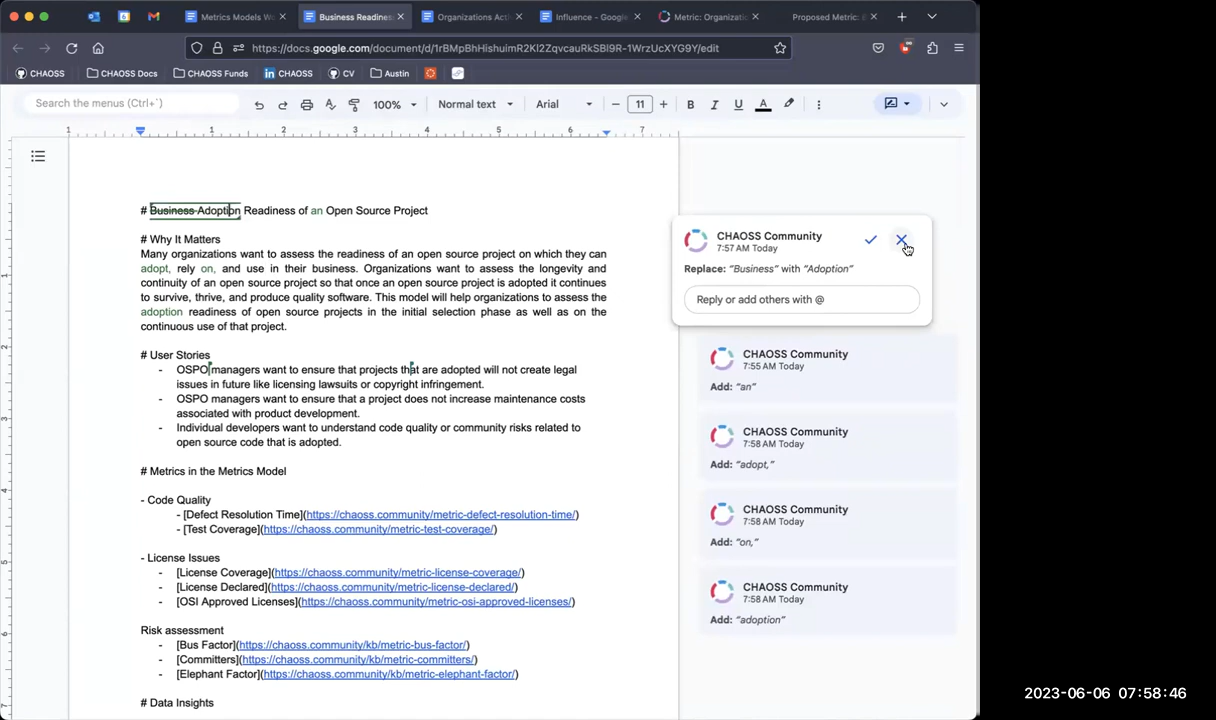 Metrics Models W
Business Readines
Organizations Act
Influence - Google
Metric: Organizati
Proposed Metric: E
https://docs.google.com/document/d/1rBMpBhHishuimR2Kl2ZqvcauRkSBl9R-1WrzUcXYG9Y/edit
CHAOSS
CHAOSS Docs
CHAOSS Funds
CHAOSS
CV
Austin
Search the menus (Ctrl+`)
100%
Normal text
Arial
11
B I U A
1 1 2 3 4 5 6 7
# Business Adoption Readiness of an Open Source Project
# Why It Matters
Many organizations want to assess the readiness of an open source project on which they can
adopt, rely on, and use in their business. Organizations want to assess the longevity and
continuity of an open source project so that once an open source project is adopted it continues
to survive, thrive, and produce quality software. This model will help organizations to assess the
adoption readiness of open source projects in the initial selection phase as well as on the
continuous use of that project.
# User Stories
- OSPO managers want to ensure that projects that are adopted will not create legal
issues in future like licensing lawsuits or copyright infringement.
- OSPO managers want to ensure that a project does not increase maintenance costs
associated with product development.
- Individual developers want to understand code quality or community risks related to
open source code that is adopted.
# Metrics in the Metrics Model
- Code Quality
- [Defect Resolution Time](https://chaoss.community/metric-defect-resolution-time/)
- [Test Coverage](https://chaoss.community/metric-test-coverage/)
- License Issues
- [License Coverage](https://chaoss.community/metric-license-coverage/)
- [License Declared](https://chaoss.community/metric-license-declared/)
- [OSI Approved Licenses](https://chaoss.community/metric-osi-approved-licenses/)
Risk assessment
- [Bus Factor](https://chaoss.community/kb/metric-bus-factor/)
- [Committers](https://chaoss.community/kb/metric-committers/)
- [Elephant Factor](https://chaoss.community/kb/metric-elephant-factor/)
# Data Insights
CHAOSS Community
7:57 AM Today
Replace: “Business” with “Adoption”
Reply or add others with @
CHAOSS Community
7:55 AM Today
Add: “an”
CHAOSS Community
7:58 AM Today
Add: “adopt,”
CHAOSS Community
7:58 AM Today
Add: “on,”
CHAOSS Community
7:58 AM Today
Add: “adoption”
2023-06-06 07:58:46